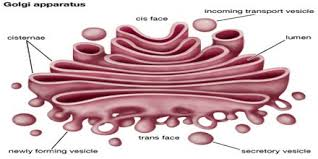 Golgi apparatus
cis face
incoming transport vesicle
cisternae
lumen
trans face
newly forming vesicle
secretory vesicle